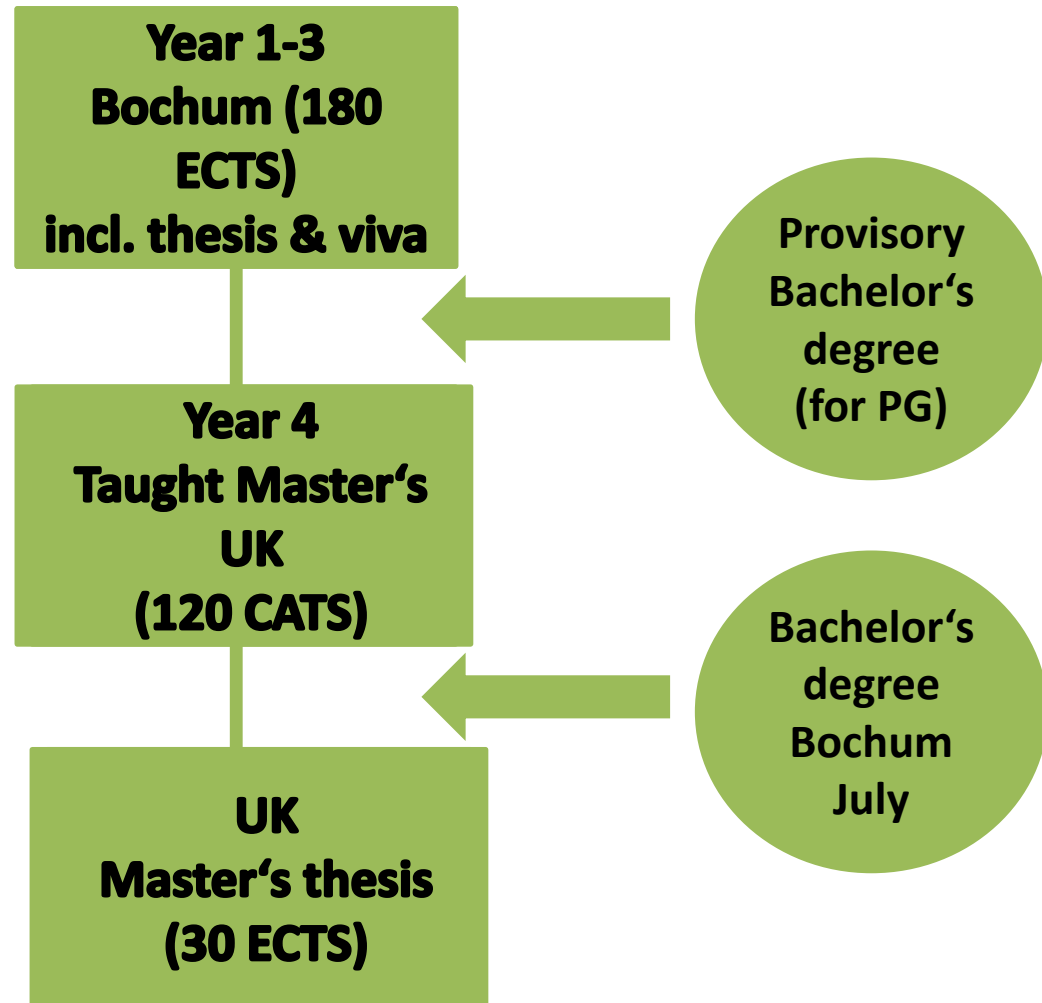 Year 1-3
Bochum (180
ECTS)
incl. thesis & viva
Provisory
Bachelor‘s
degree
(for PG)
Year 4
Taught Master‘s
UK
(120 CATS)
Bachelor‘s
degree
Bochum
July
UK
Master‘s thesis
(30 ECTS)